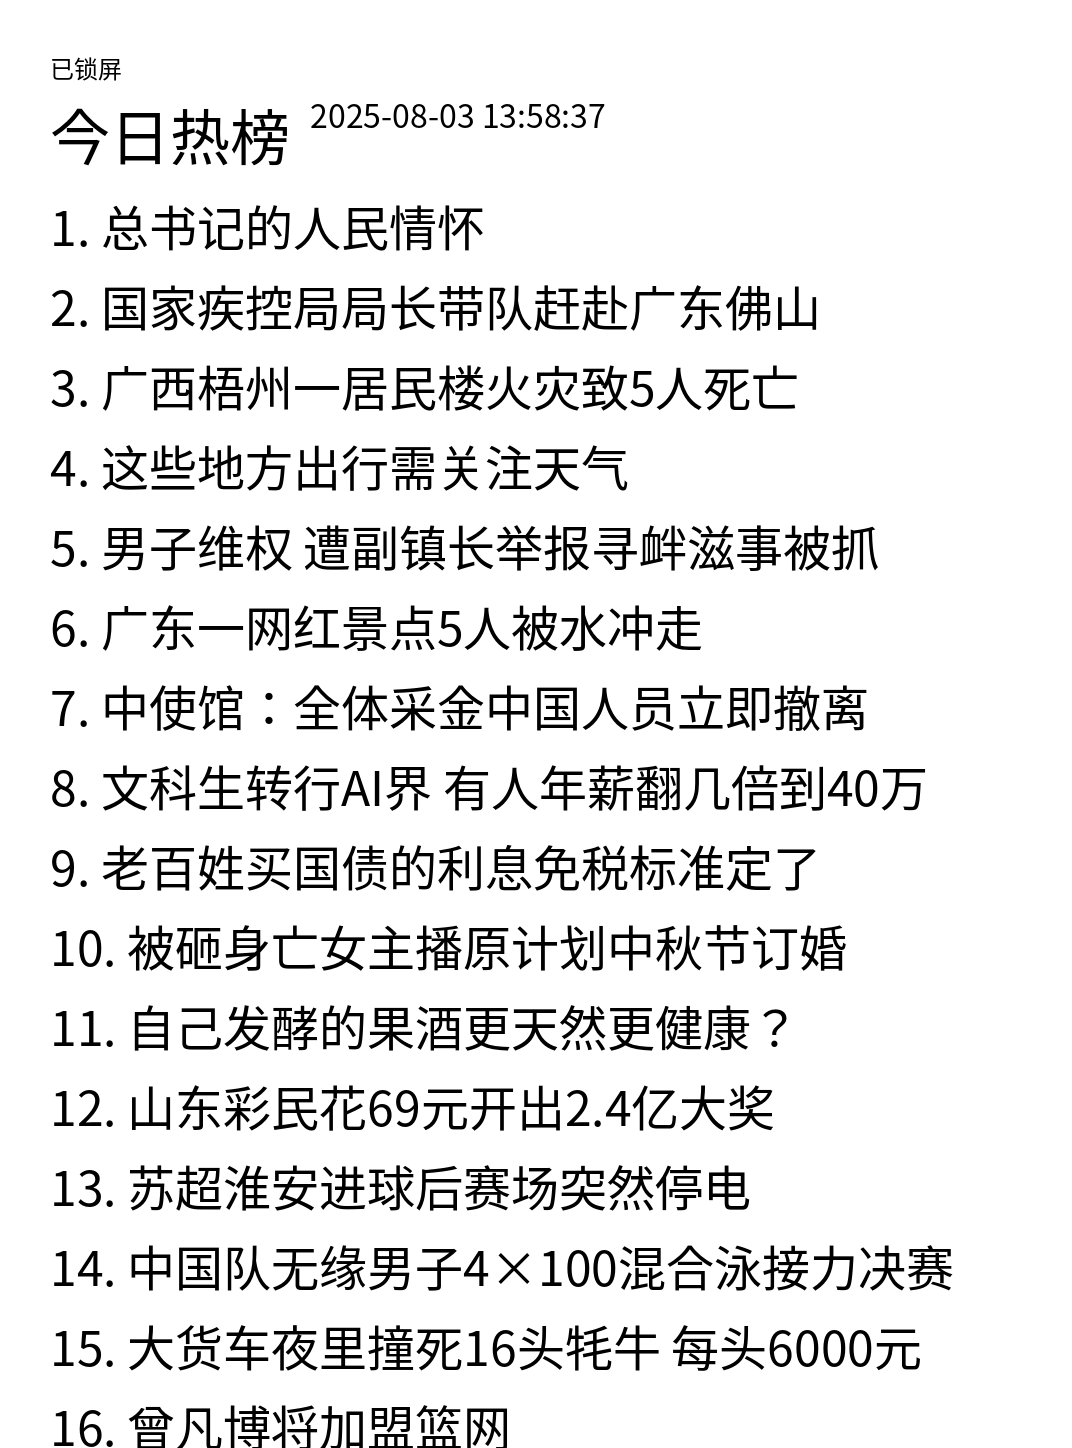 已锁屏
今日热榜 2025-08-03 13:58:37
1. 总书记的人民情怀
2. 国家疾控局局长带队赶赴广东佛山
3. 广西梧州一居民楼火灾致5人死亡
4. 这些地方出行需关注天气
5. 男子维权 遭副镇长举报寻衅滋事被抓
6. 广东一网红景点5人被水冲走
7. 中使馆：全体采金中国人员立即撤离
8. 文科生转行AI界 有人年薪翻几倍到40万
9. 老百姓买国债的利息免税标准定了
10. 被砸身亡女主播原计划中秋节订婚
11. 自己发酵的果酒更天然更健康？
12. 山东彩民花69元开出2.4亿大奖
13. 苏超淮安进球后赛场突然停电
14. 中国队无缘男子4×100混合泳接力决赛
15. 大货车夜里撞死16头牦牛 每头6000元
16. 曾凡博将加盟篮网